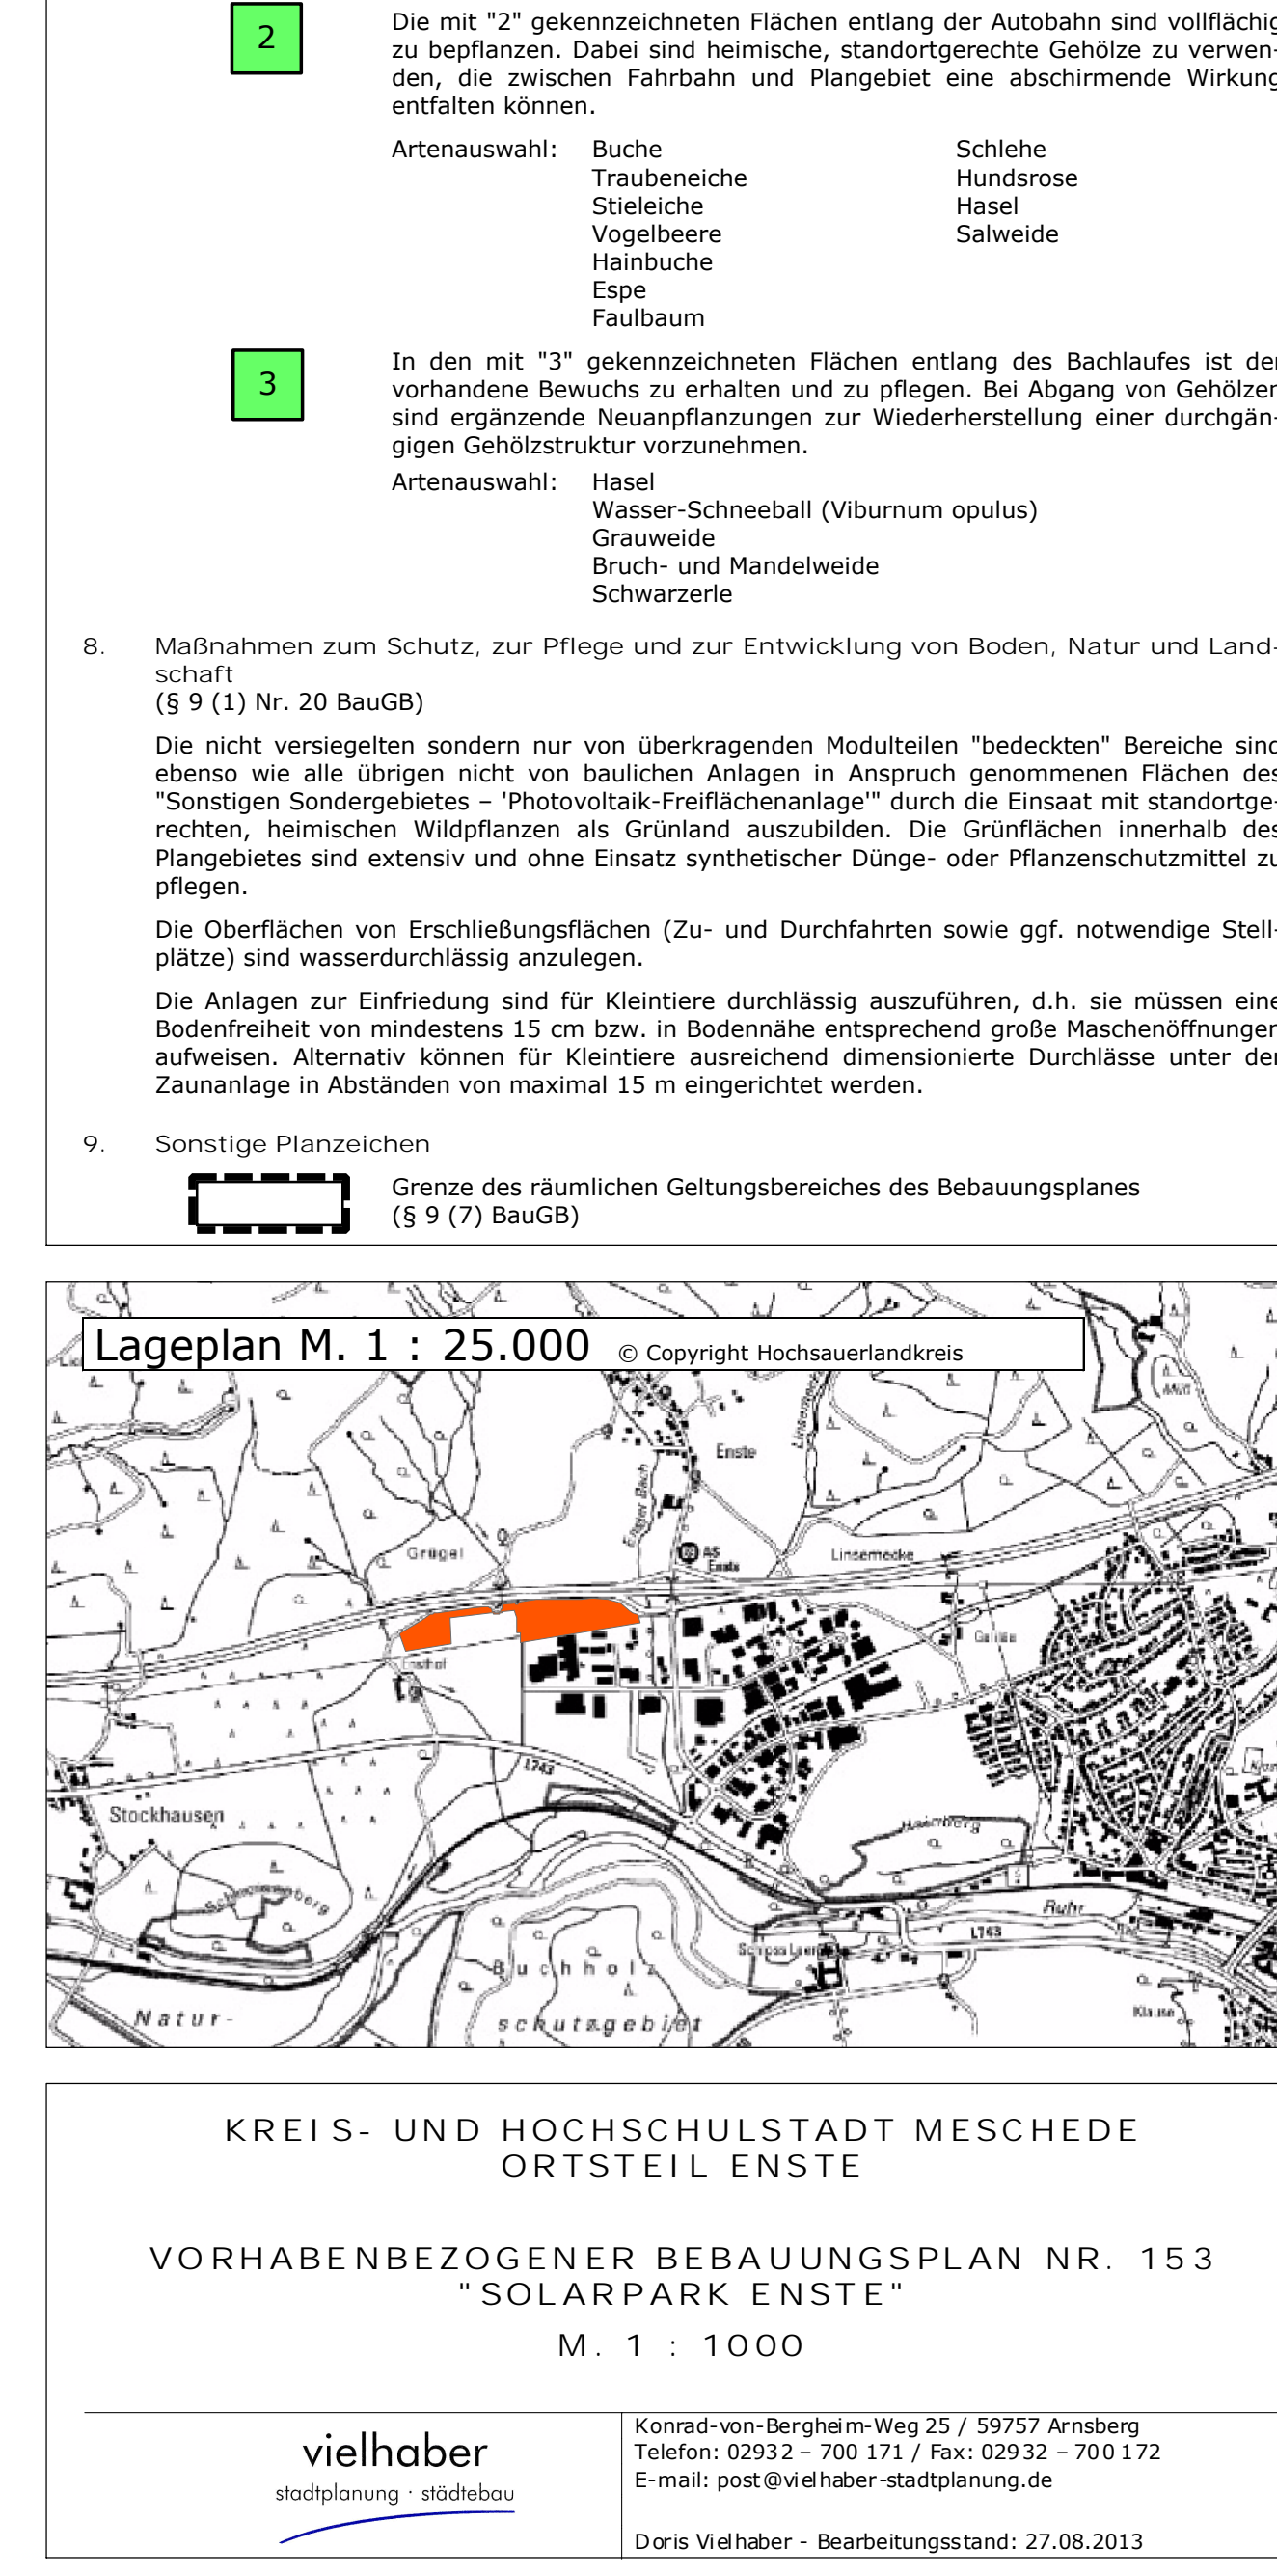 2
Die mit "2" gekennzeichneten Flächen entlang der Autobahn sind vollflächig
zu bepflanzen. Dabei sind heimische, standortgerechte Gehölze zu verwen-
den, die zwischen Fahrbahn und Plangebiet eine abschirmende Wirkung
entfalten können.
Artenauswahl: Buche Schlehe
Traubeneiche Hundsrose
Stieleiche Hasel
Vogelbeere Salweide
Hainbuche
Espe
Faulbaum
3
In den mit "3" gekennzeichneten Flächen entlang des Bachlaufes ist der
vorhandene Bewuchs zu erhalten und zu pflegen. Bei Abgang von Gehölzen
sind ergänzende Neuanpflanzungen zur Wiederherstellung einer durchgän-
gigen Gehölzstruktur vorzunehmen.
Artenauswahl: Hasel
Wasser-Schneeball (Viburnum opulus)
Grauweide
Bruch- und Mandelweide
Schwarzerle
8. Maßnahmen zum Schutz, zur Pflege und zur Entwicklung von Boden, Natur und Land-
schaft
(§ 9 (1) Nr. 20 BauGB)
Die nicht versiegelten sondern nur von überkragenden Modulteilen "bedeckten" Bereiche sind
ebenso wie alle übrigen nicht von baulichen Anlagen in Anspruch genommenen Flächen des
"Sonstigen Sondergebietes – 'Photovoltaik-Freiflächenanlage'" durch die Einsaat mit standortge-
rechten, heimischen Wildpflanzen als Grünland auszubilden. Die Grünflächen innerhalb des
Plangebietes sind extensiv und ohne Einsatz synthetischer Dünge- oder Pflanzenschutzmittel zu
pflegen.
Die Oberflächen von Erschließungsflächen (Zu- und Durchfahrten sowie ggf. notwendige Stell-
plätze) sind wasserdurchlässig anzulegen.
Die Anlagen zur Einfriedung sind für Kleintiere durchlässig auszuführen, d.h. sie müssen eine
Bodenfreiheit von mindestens 15 cm bzw. in Bodennähe entsprechend große Maschenöffnungen
aufweisen. Alternativ können für Kleintiere ausreichend dimensionierte Durchlässe unter der
Zaunanlage in Abständen von maximal 15 m eingerichtet werden.
9. Sonstige Planzeichen
Grenze des räumlichen Geltungsbereiches des Bebauungsplanes
(§ 9 (7) BauGB)
Lageplan M. 1 : 25.000 © Copyright Hochsauerlandkreis
Enste
Grügel
AS
Enste
Linsemecke
L743
Stockhausen
Haimberg
Ruhr
L743
Buchholz
Klause
Natur-
schutzgebiet
KREIS- UND HOCHSCHULSTADT MESCHEDE
ORTSTEIL ENSTE
VORHABENBEZOGENER BEBAUUNGSPLAN NR. 153
"SOLARPARK ENSTE"
M. 1 : 1000
vielhaber
stadtplanung · städtebau
Konrad-von-Bergheim-Weg 25 / 59757 Arnsberg
Telefon: 02932 – 700 171 / Fax: 02932 – 700 172
E-mail: post@vielhaber-stadtplanung.de
Doris Vielhaber - Bearbeitungsstand: 27.08.2013